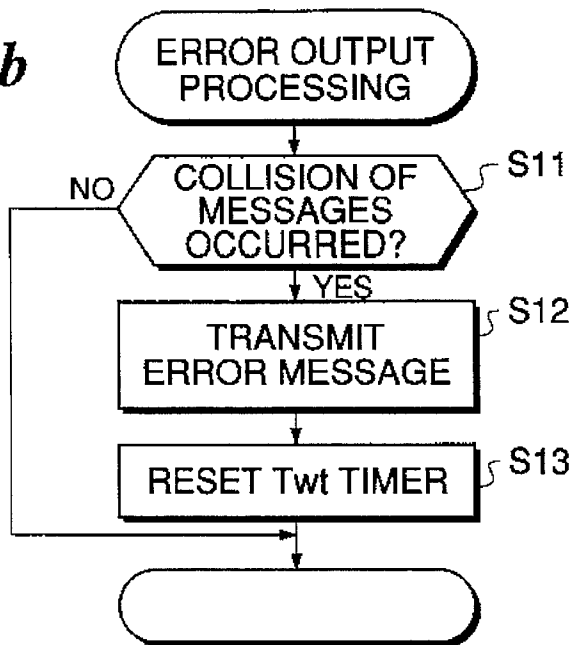 b
ERROR OUTPUT
PROCESSING
S11
NO
COLLISION OF
MESSAGES
OCCURRED?
YES
S12
TRANSMIT
ERROR MESSAGE
S13
RESET Twt TIMER